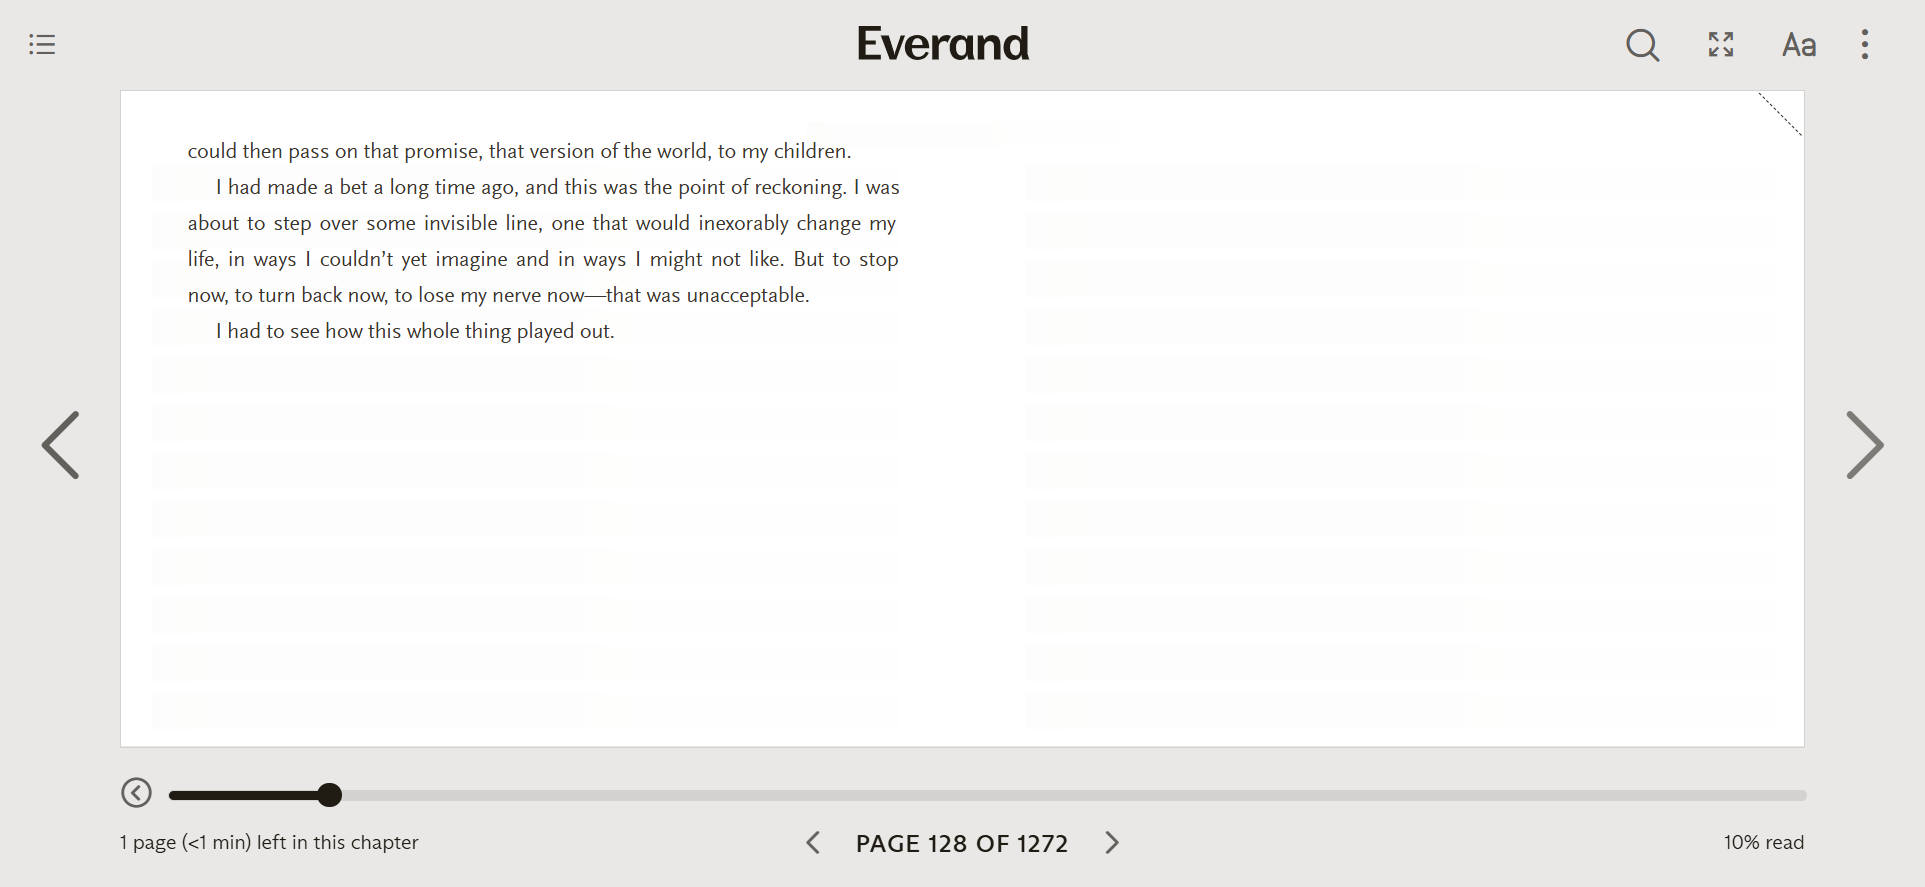 Everand
Aa
could then pass on that promise, that version of the world, to my children.
I had made a bet a long time ago, and this was the point of reckoning. I was
about to step over some invisible line, one that would inexorably change my
life, in ways I couldn’t yet imagine and in ways I might not like. But to stop
now, to turn back now, to lose my nerve now—that was unacceptable.
I had to see how this whole thing played out.
1 page (<1 min) left in this chapter
PAGE 128 OF 1272
10% read